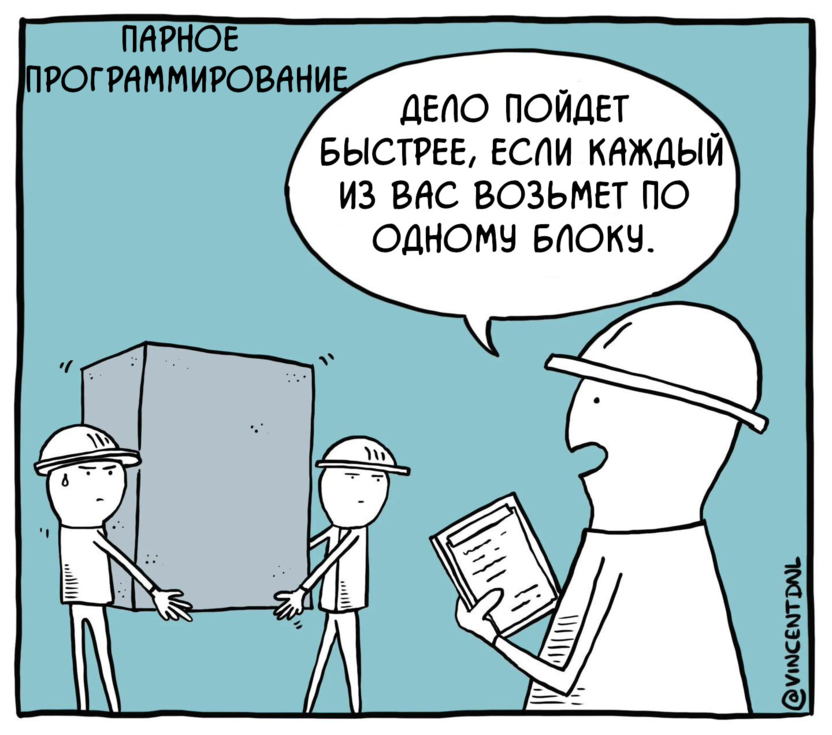 ПАРНОЕ
ПРОГРАММИРОВАНИЕ
ДЕЛО ПОЙДЕТ
БЫСТРЕЕ, ЕСЛИ КАЖДЫЙ
ИЗ ВАС ВОЗЬМЕТ ПО
ОДНОМУ БЛОКУ.
@VINCENTDNL